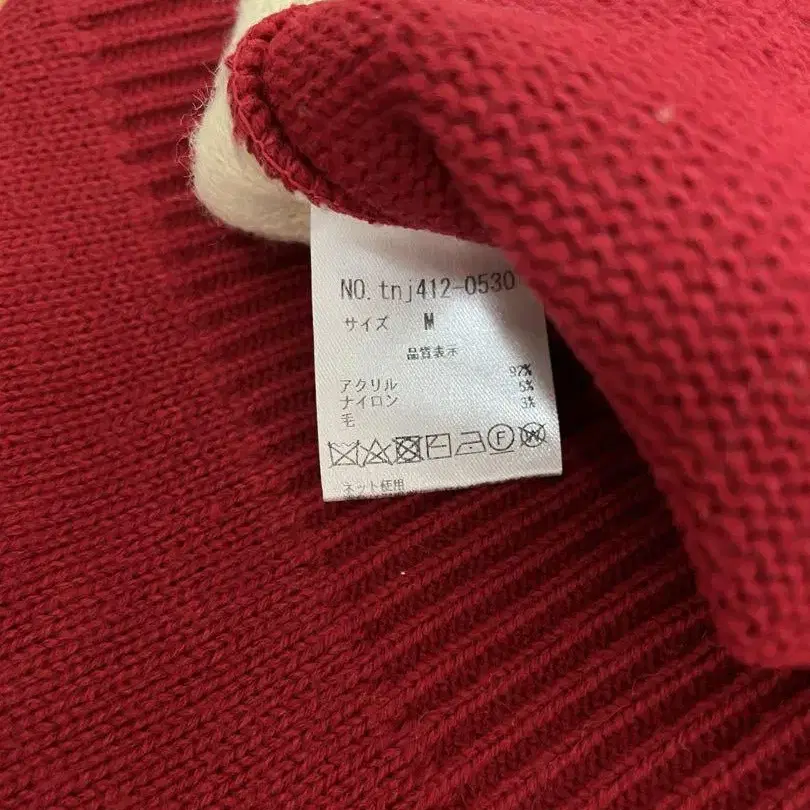 NO. tnj412-0530
サイズ M
品質表示
アクリル 92%
ナイロン 5%
毛 3%
ネット使用